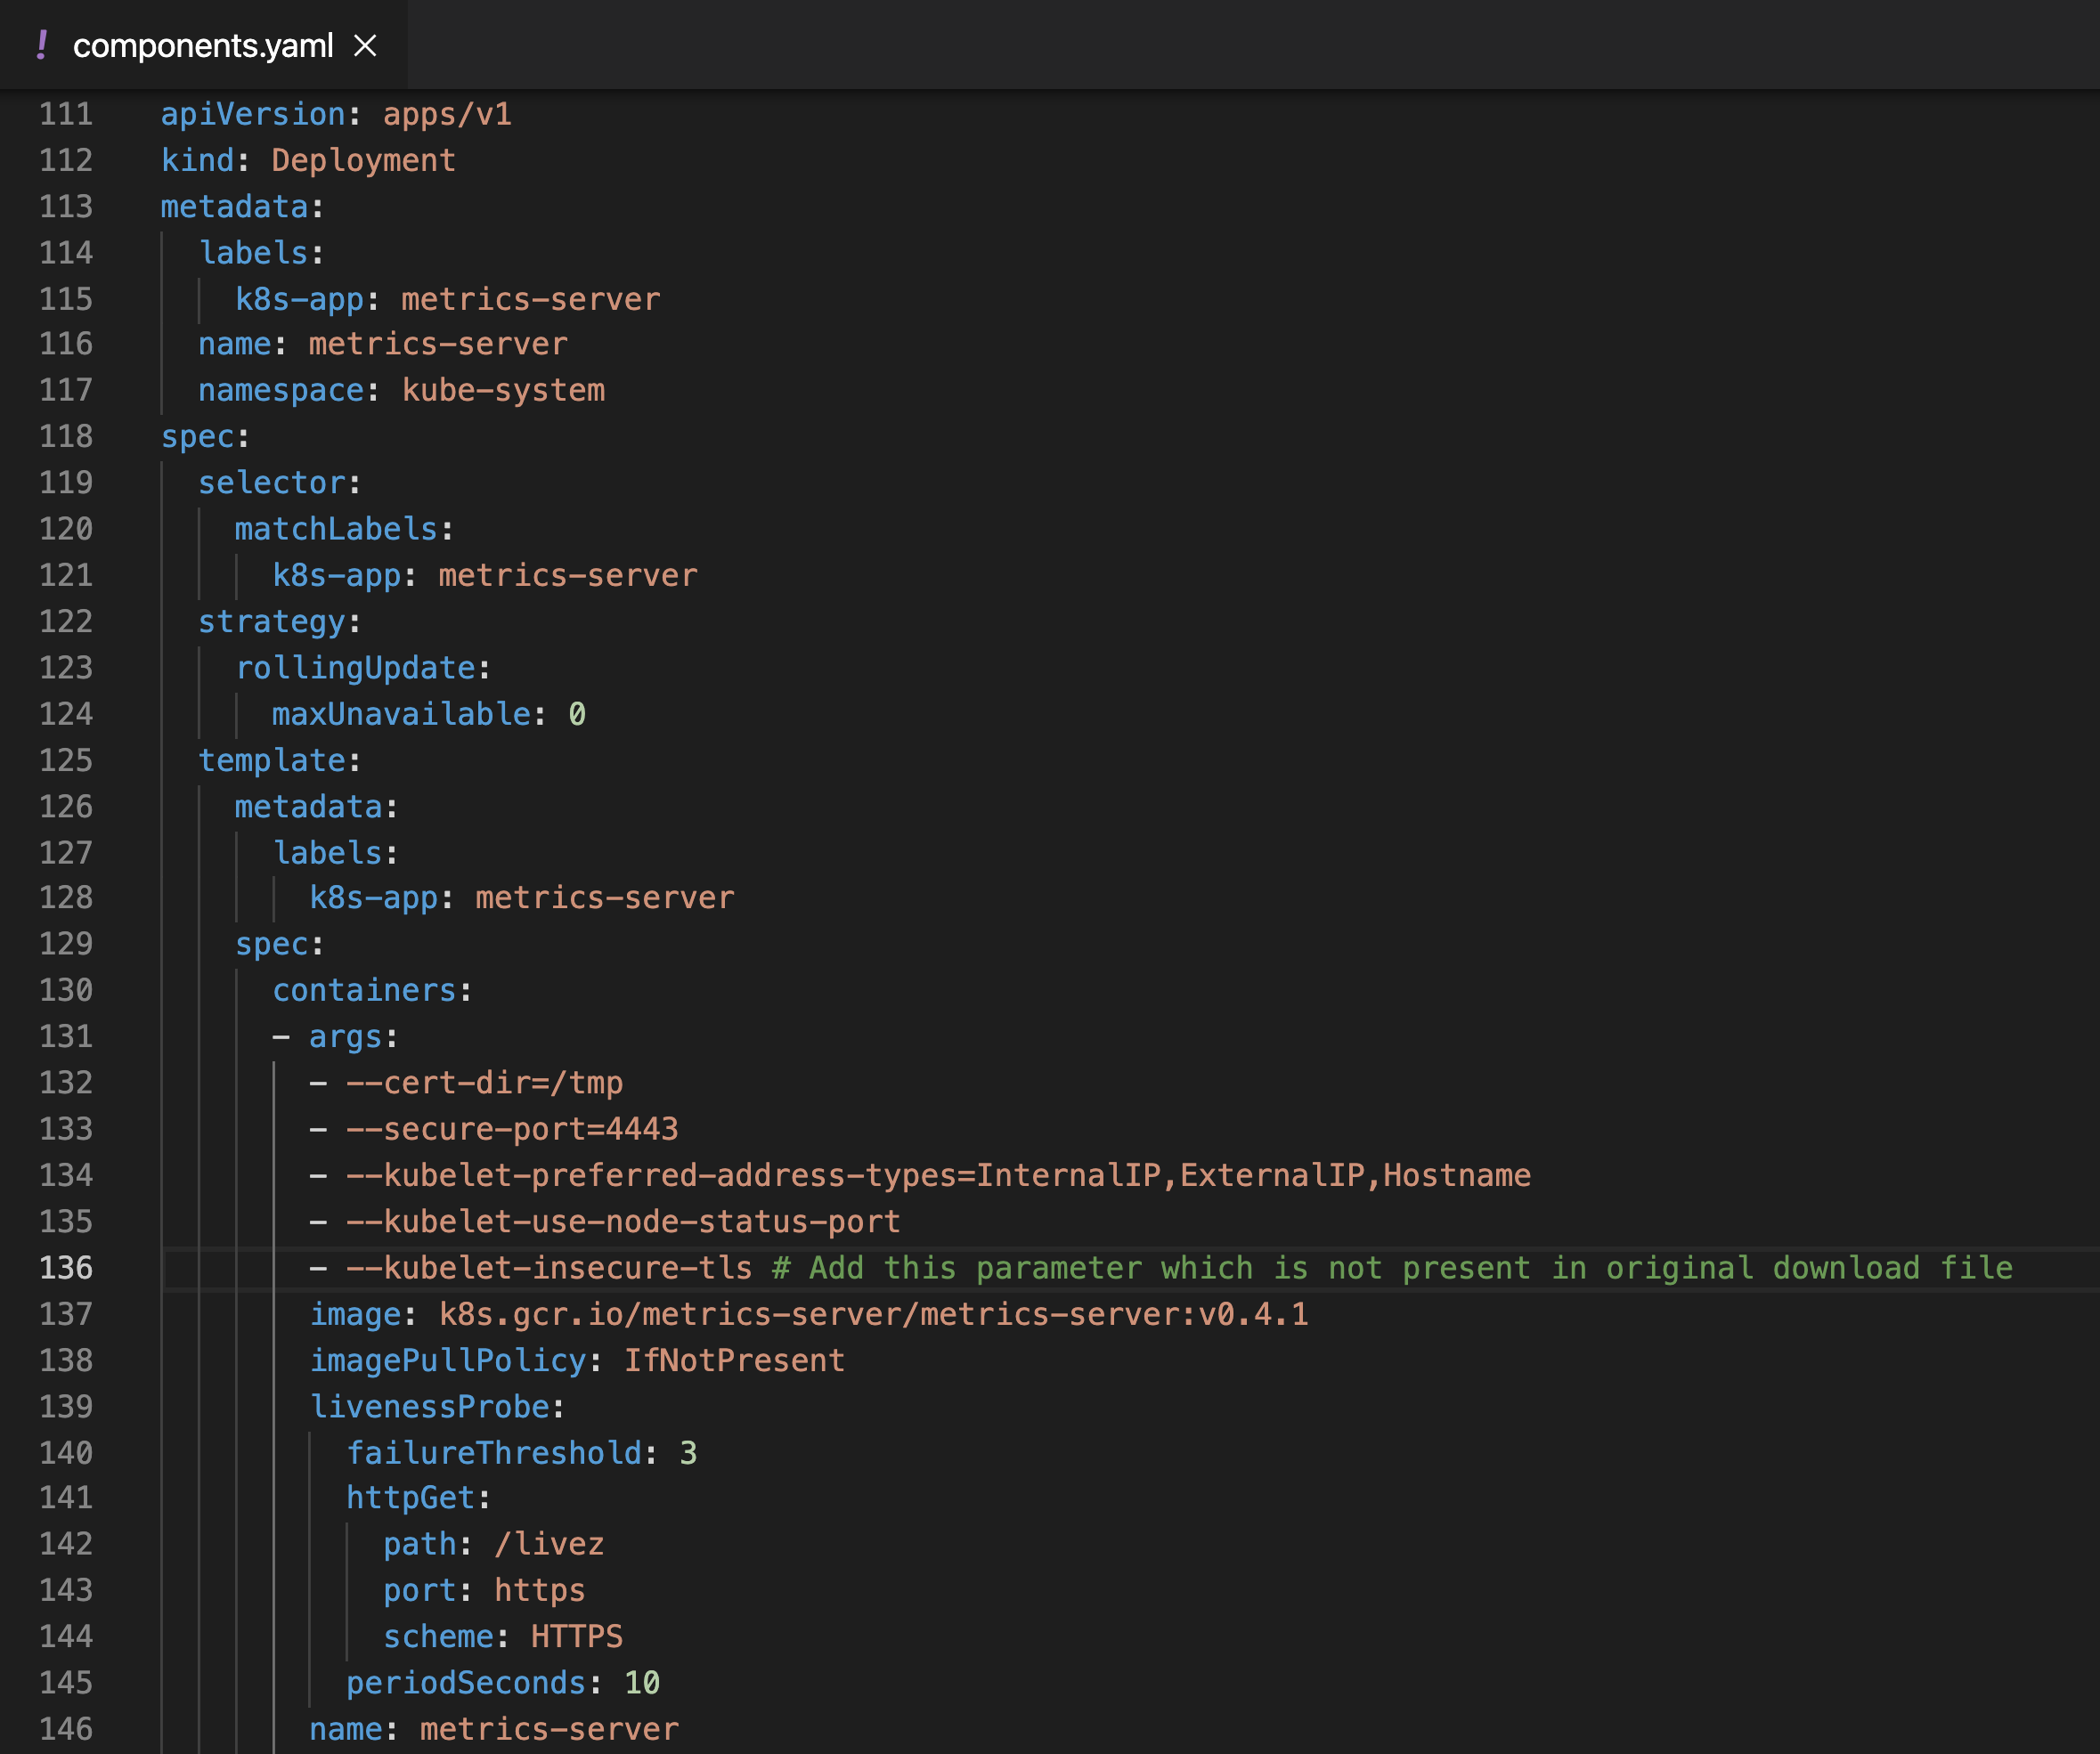 ! components.yaml ×
111 apiVersion: apps/v1
112 kind: Deployment
113 metadata:
114   labels:
115     k8s-app: metrics-server
116   name: metrics-server
117   namespace: kube-system
118 spec:
119   selector:
120     matchLabels:
121       k8s-app: metrics-server
122   strategy:
123     rollingUpdate:
124       maxUnavailable: 0
125   template:
126     metadata:
127       labels:
128         k8s-app: metrics-server
129     spec:
130       containers:
131       - args:
132         - --cert-dir=/tmp
133         - --secure-port=4443
134         - --kubelet-preferred-address-types=InternalIP,ExternalIP,Hostname
135         - --kubelet-use-node-status-port
136         - --kubelet-insecure-tls # Add this parameter which is not present in original download file
137         image: k8s.gcr.io/metrics-server/metrics-server:v0.4.1
138         imagePullPolicy: IfNotPresent
139         livenessProbe:
140           failureThreshold: 3
141           httpGet:
142             path: /livez
143             port: https
144             scheme: HTTPS
145           periodSeconds: 10
146         name: metrics-server